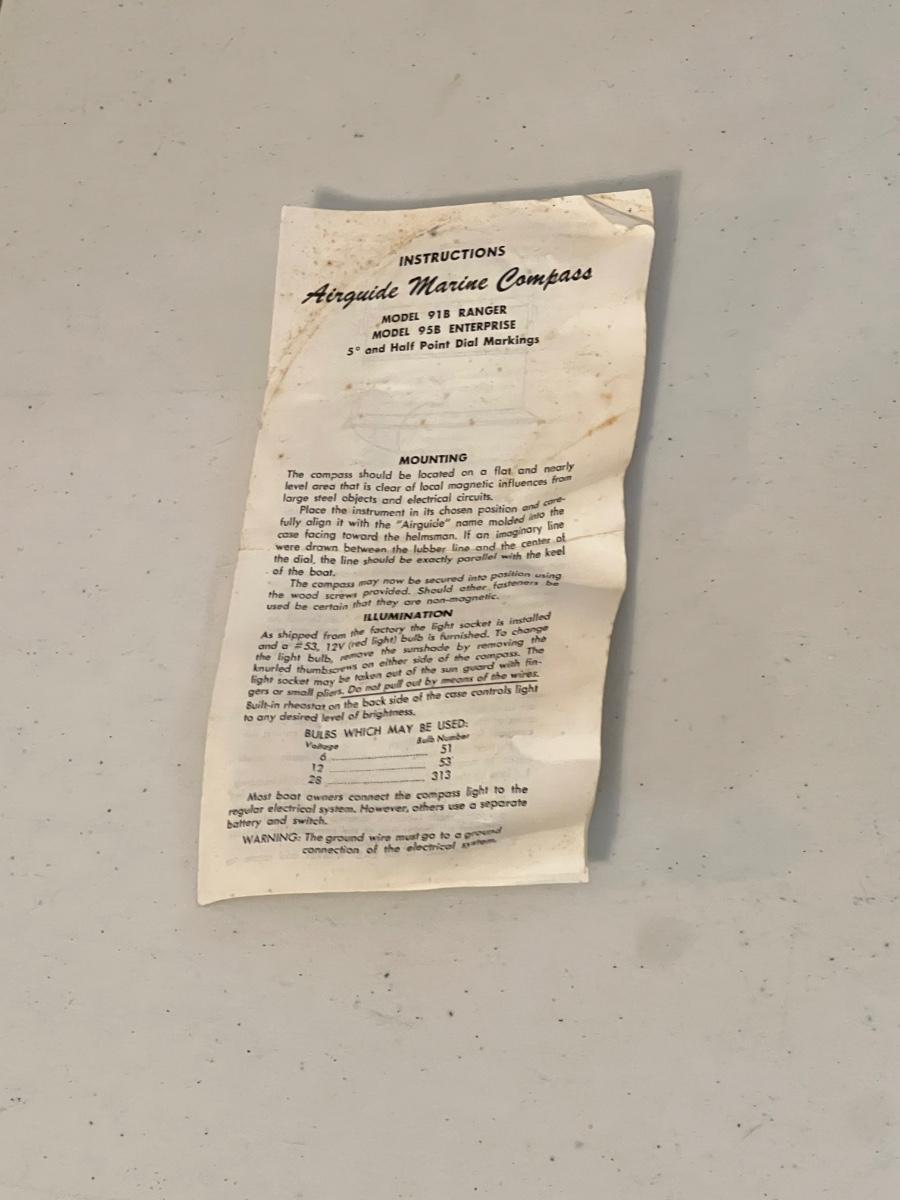 INSTRUCTIONS
Airguide Marine Compass
MODEL 91B RANGER
MODEL 95B ENTERPRISE
5° and Half Point Dial Markings
MOUNTING
The compass should be located on a flat and nearly
level area that is clear of local magnetic influences from
large steel objects and electrical circuits.
Place the instrument in its chosen position and care-
fully align it with the "Airguide" name molded into the
case facing toward the helmsman. If an imaginary line
were drawn between the lubber line and the center of
the dial, the line should be exactly parallel with the keel
of the boat.
The compass may now be secured into position using
the wood screws provided. Should other fasteners be
used be certain that they are non-magnetic.
ILLUMINATION
As shipped from the factory the light socket is installed
and a #53, 12V (red light) bulb is furnished. To change
the light bulb, remove the sunshade by removing the
knurled thumbscrews on either side of the compass. The
light socket may be taken out of the sun guard with fin-
gers or small pliers. Do not pull out by means of the wires.
Built-in rheostat on the back side of the case controls light
to any desired level of brightness.
BULBS WHICH MAY BE USED:
Voltage Bulb Number
6 51
12 53
28 313
Most boat owners connect the compass light to the
regular electrical system. However, others use a separate
battery and switch.
WARNING: The ground wire must go to a ground
connection of the electrical system.